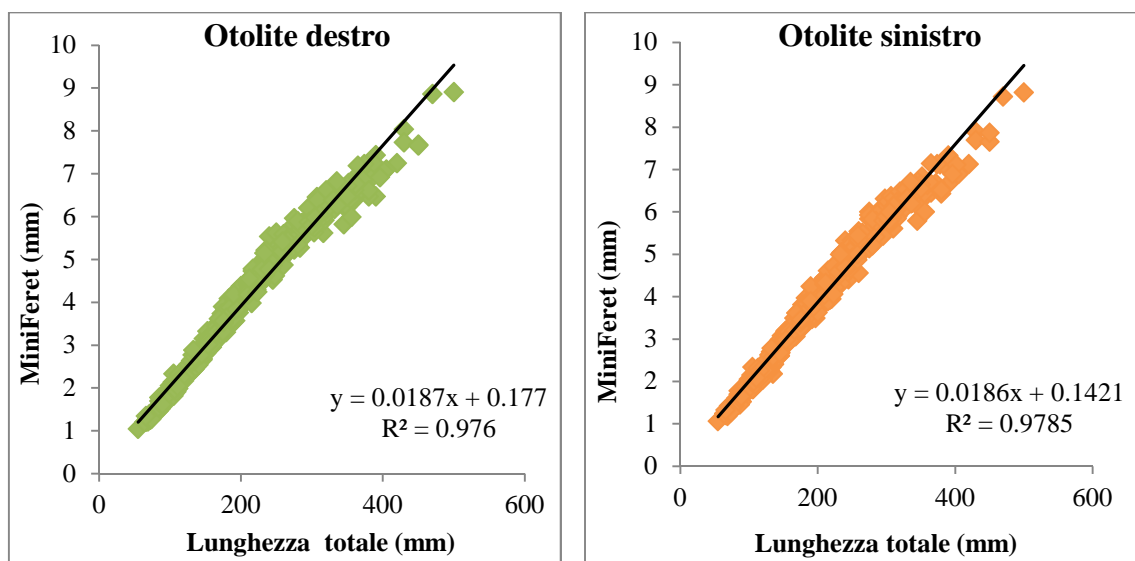 Otolite destro
10
9
8
7
6
5
4
3
2
1
0
MiniFeret (mm)
y = 0.0187x + 0.177
R² = 0.976
0 200 400 600
Lunghezza totale (mm)
Otolite sinistro
10
9
8
7
6
5
4
3
2
1
0
MiniFeret (mm)
y = 0.0186x + 0.1421
R² = 0.9785
0 200 400 600
Lunghezza totale (mm)